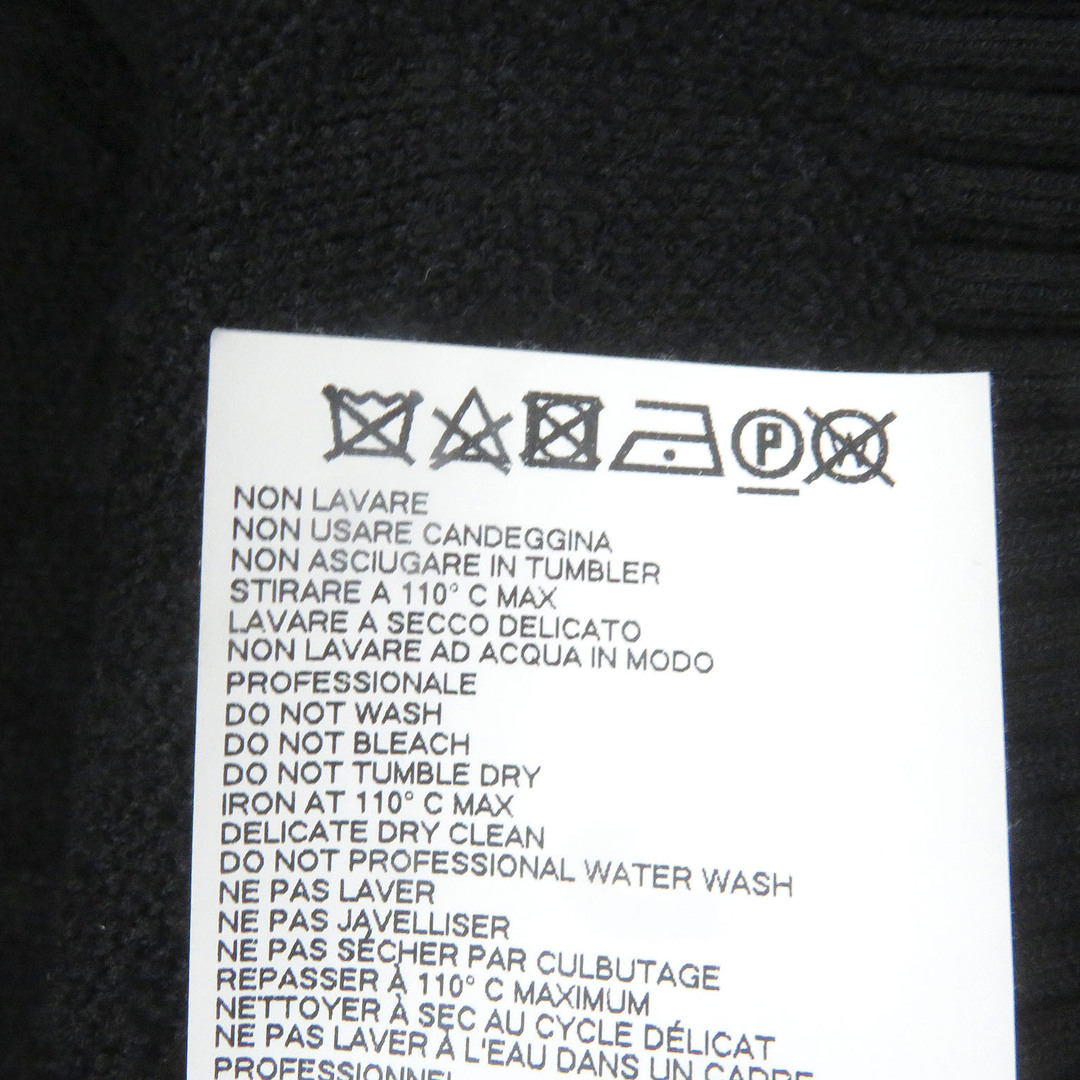 P W
NON LAVARE
NON USARE CANDEGGINA
NON ASCIUGARE IN TUMBLER
STIRARE A 110° C MAX
LAVARE A SECCO DELICATO
NON LAVARE AD ACQUA IN MODO
PROFESSIONALE
DO NOT WASH
DO NOT BLEACH
DO NOT TUMBLE DRY
IRON AT 110° C MAX
DELICATE DRY CLEAN
DO NOT PROFESSIONAL WATER WASH
NE PAS LAVER
NE PAS JAVELLISER
NE PAS SÉCHER PAR CULBUTAGE
REPASSER À 110° C MAXIMUM
NETTOYER À SEC AU CYCLE DÉLICAT
NE PAS LAVER À L'EAU DANS UN CADRE
PROFESSIONNEL